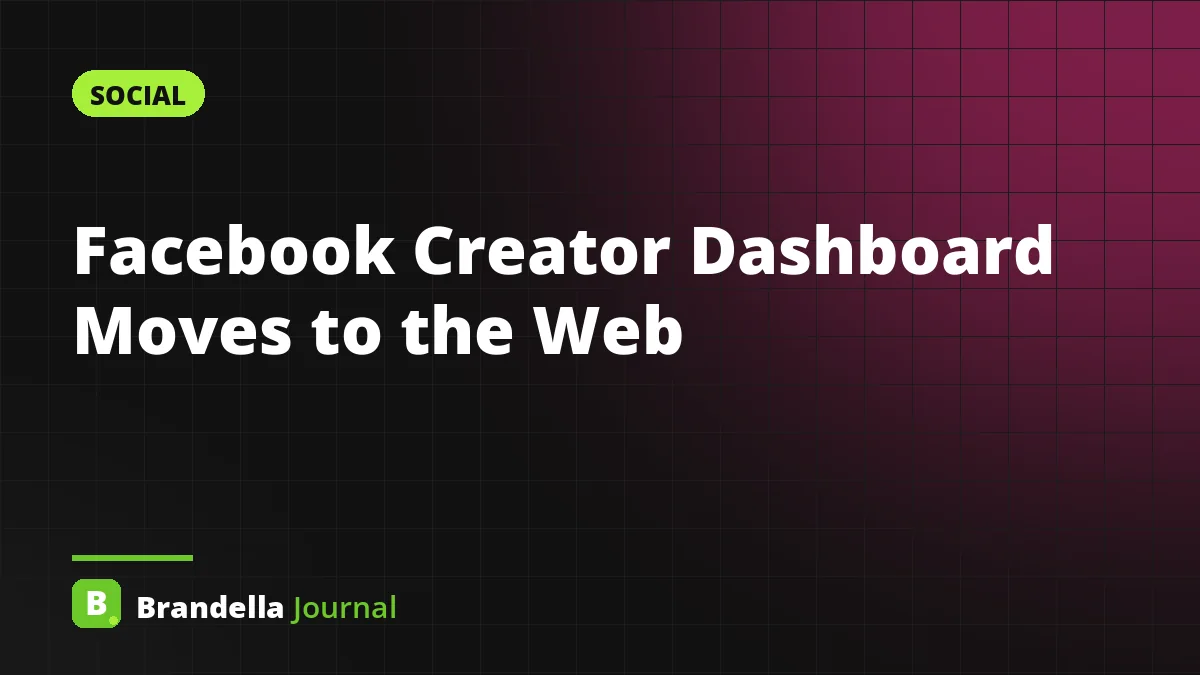 SOCIAL
Facebook Creator Dashboard
Moves to the Web
B
Brandella Journal